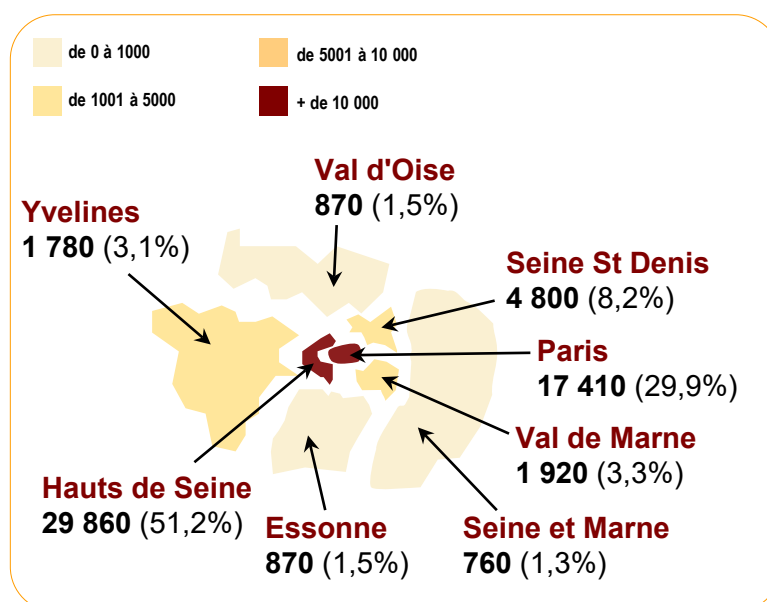 de 0 à 1000
de 5001 à 10 000
de 1001 à 5000
+ de 10 000
Val d'Oise
870 (1,5%)
Yvelines
1 780 (3,1%)
Seine St Denis
4 800 (8,2%)
Paris
17 410 (29,9%)
Val de Marne
1 920 (3,3%)
Hauts de Seine
29 860 (51,2%)
Essonne
870 (1,5%)
Seine et Marne
760 (1,3%)